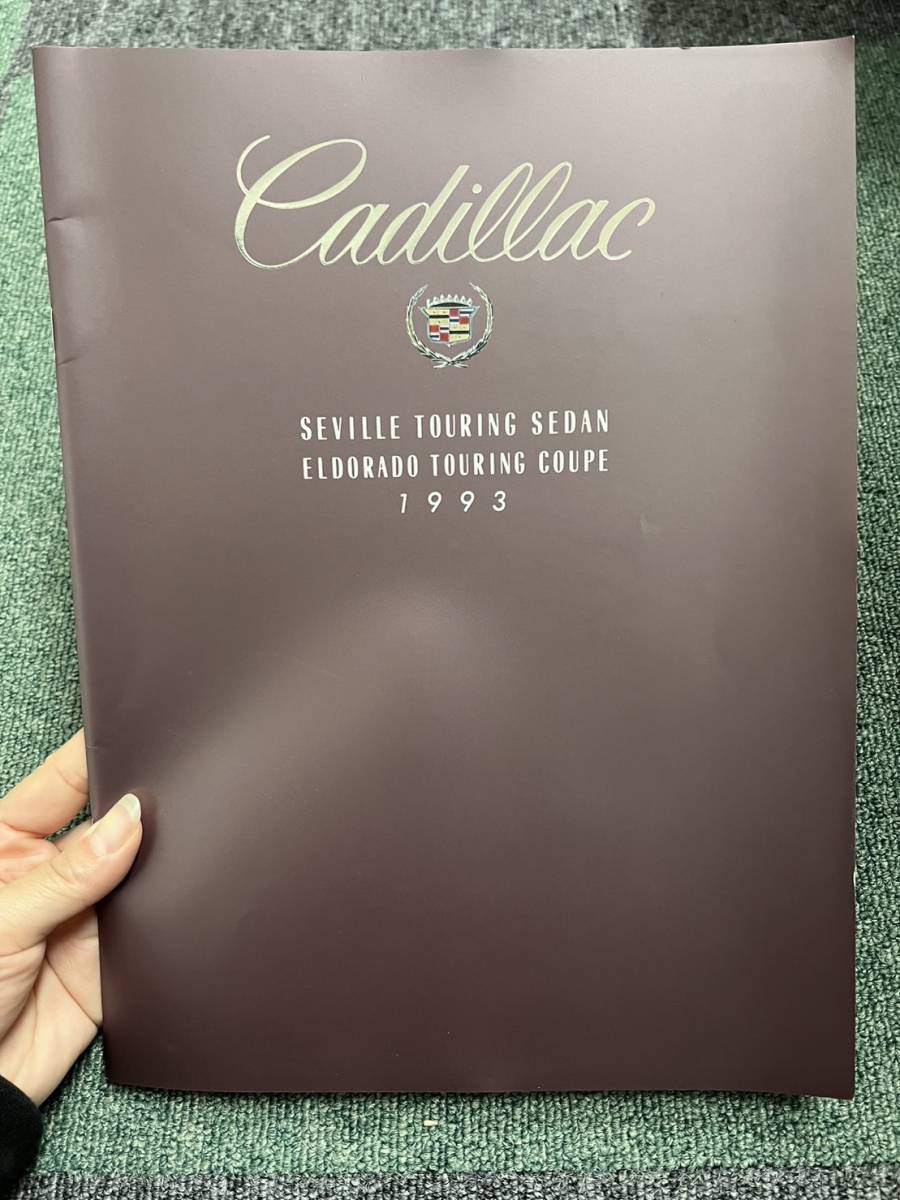 Cadillac
SEVILLE TOURING SEDAN
ELDORADO TOURING COUPE
1993